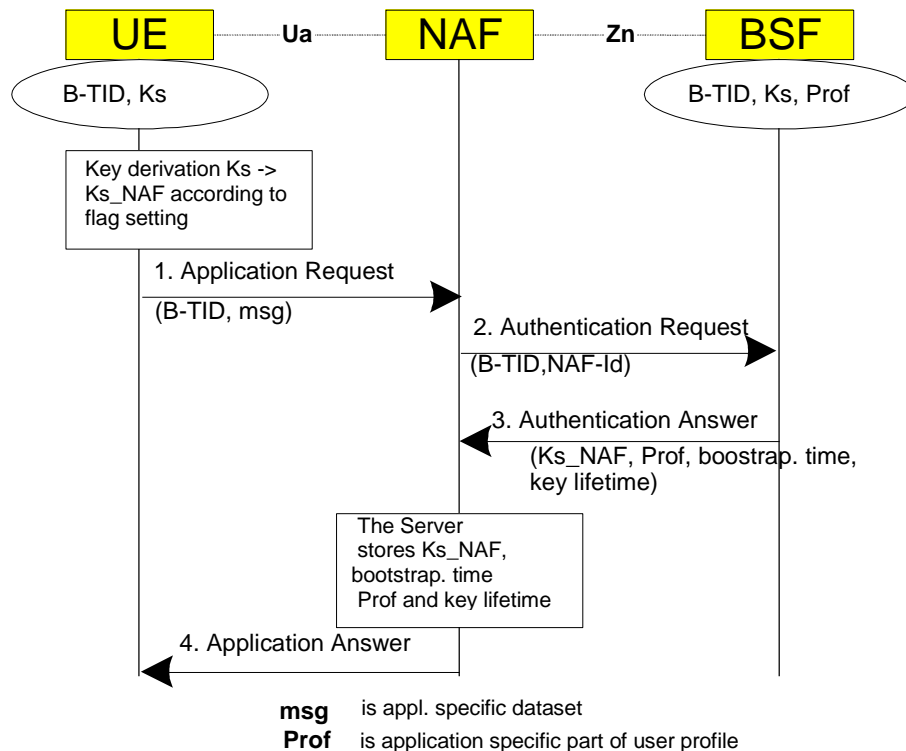 UE Ua NAF Zn BSF
B-TID, Ks
B-TID, Ks, Prof
Key derivation Ks ->
Ks_NAF according to
flag setting
1. Application Request
(B-TID, msg)
2. Authentication Request
(B-TID,NAF-Id)
3. Authentication Answer
(Ks_NAF, Prof, boostrap. time,
key lifetime)
The Server
stores Ks_NAF,
bootstrap. time
Prof and key lifetime
4. Application Answer
msg is appl. specific dataset
Prof is application specific part of user profile